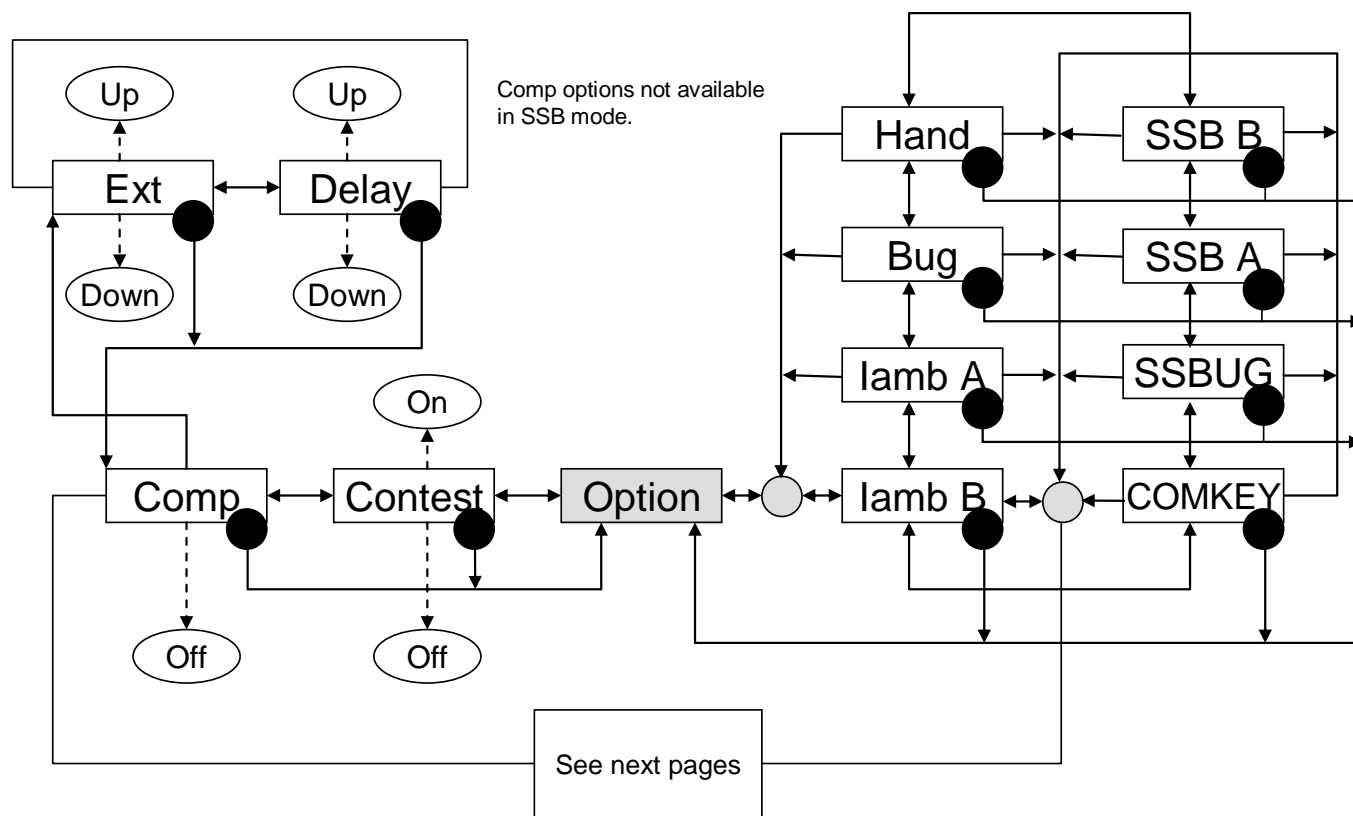 Up
Up
Comp options not available
in SSB mode.
Ext
Delay
Down
Down
Hand
SSB B
Bug
SSB A
Iamb A
SSBUG
On
Comp
Contest
Option
Iamb B
COMKEY
Off
Off
See next pages